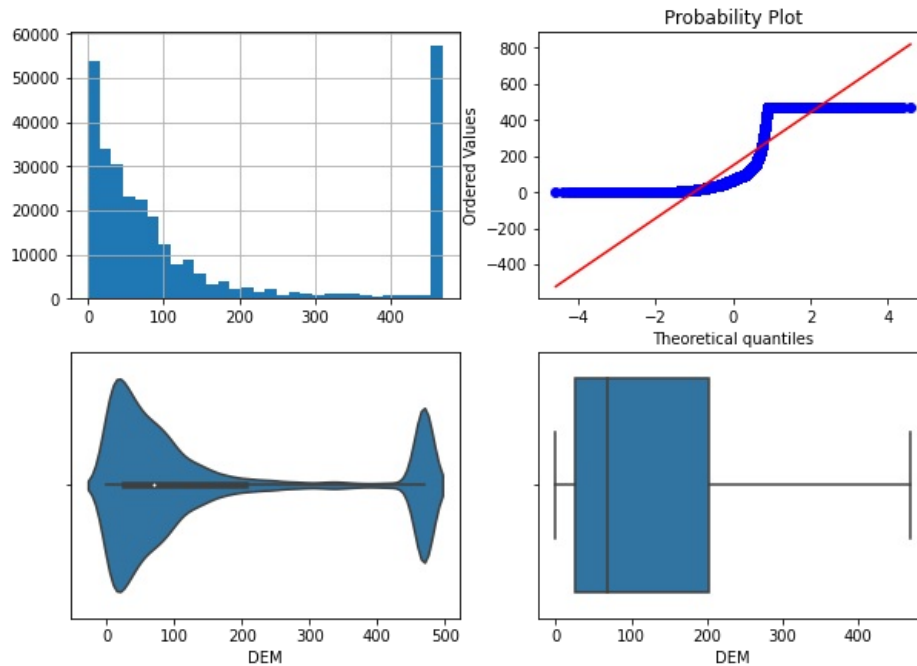 60000
50000
40000
30000
20000
10000
0
0 100 200 300 400
Probability Plot
Ordered Values
800
600
400
200
0
−200
−400
−4 −2 0 2 4
Theoretical quantiles
0 100 200 300 400 500
DEM
0 100 200 300 400
DEM